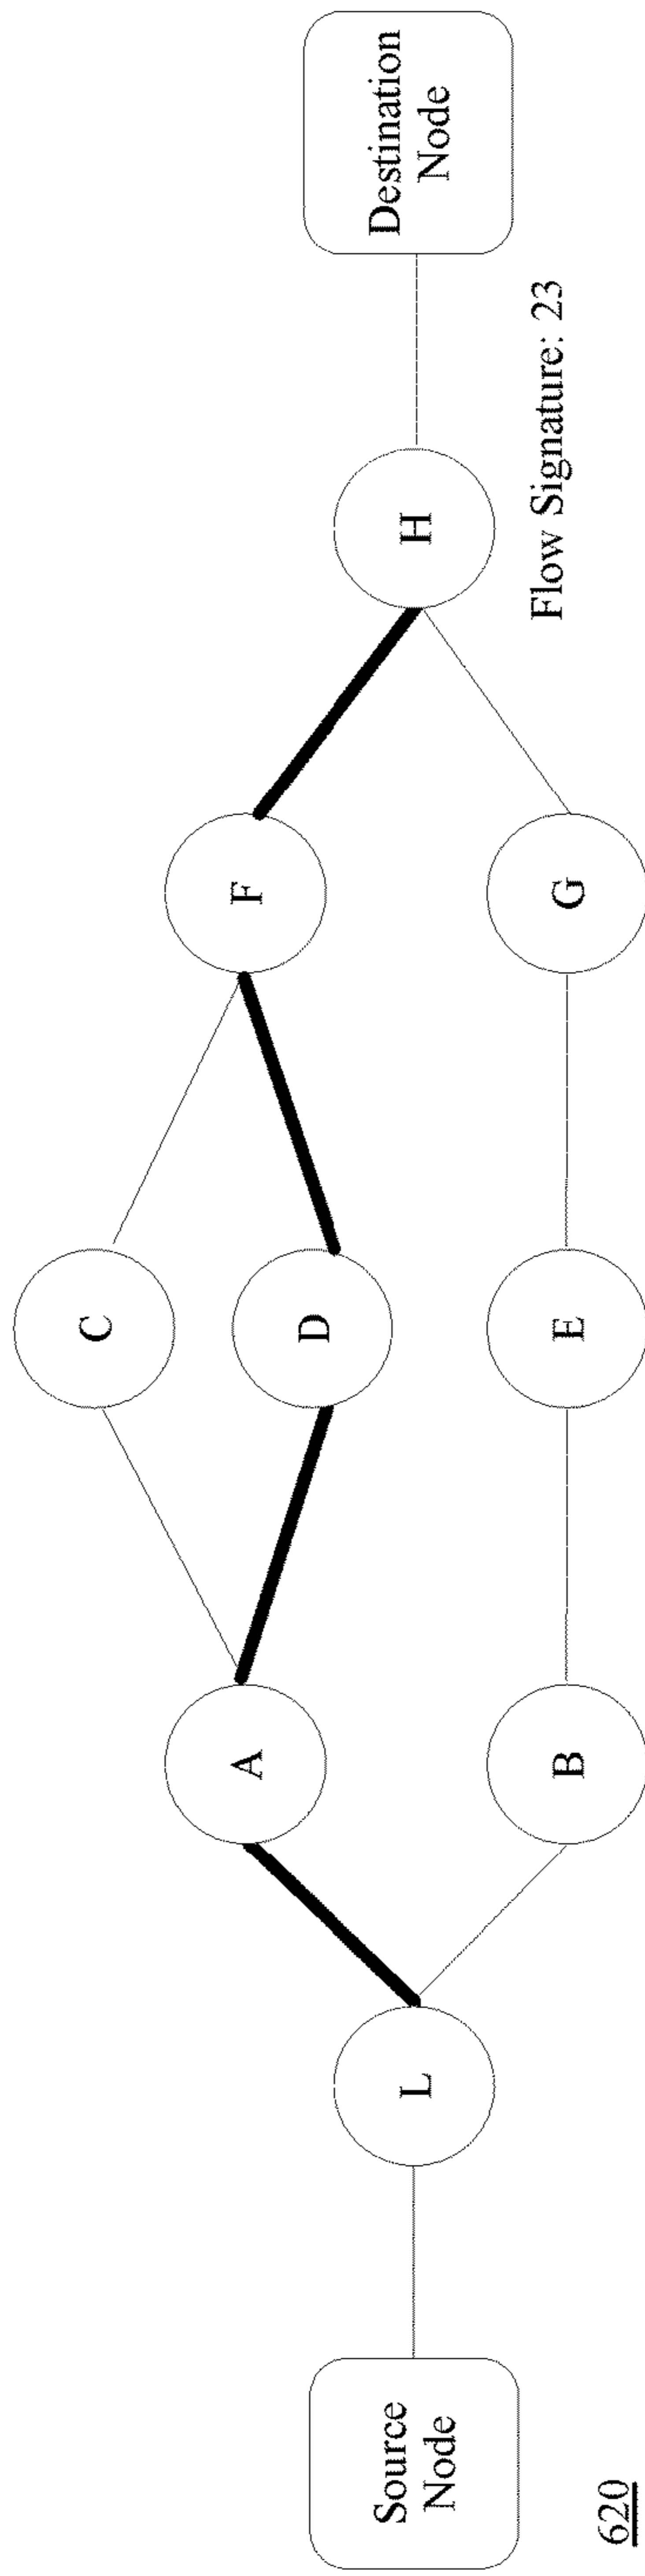 Source
Node
L
A
B
C
D
E
F
G
H
Destination
Node
Flow Signature: 23
620